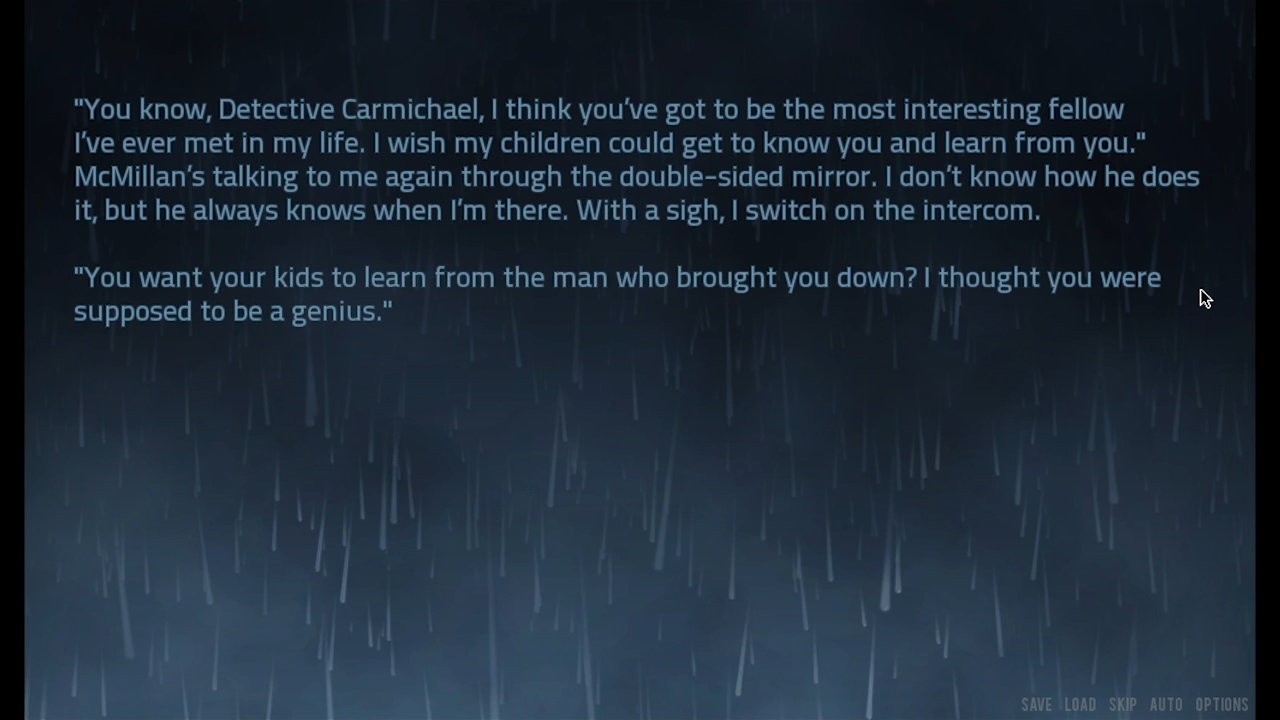 "You know, Detective Carmichael, I think you've got to be the most interesting fellow
I've ever met in my life. I wish my children could get to know you and learn from you."
McMillan's talking to me again through the double-sided mirror. I don't know how he does
it, but he always knows when I'm there. With a sigh, I switch on the intercom.
"You want your kids to learn from the man who brought you down? I thought you were
supposed to be a genius."
SAVE LOAD SKIP AUTO OPTIONS